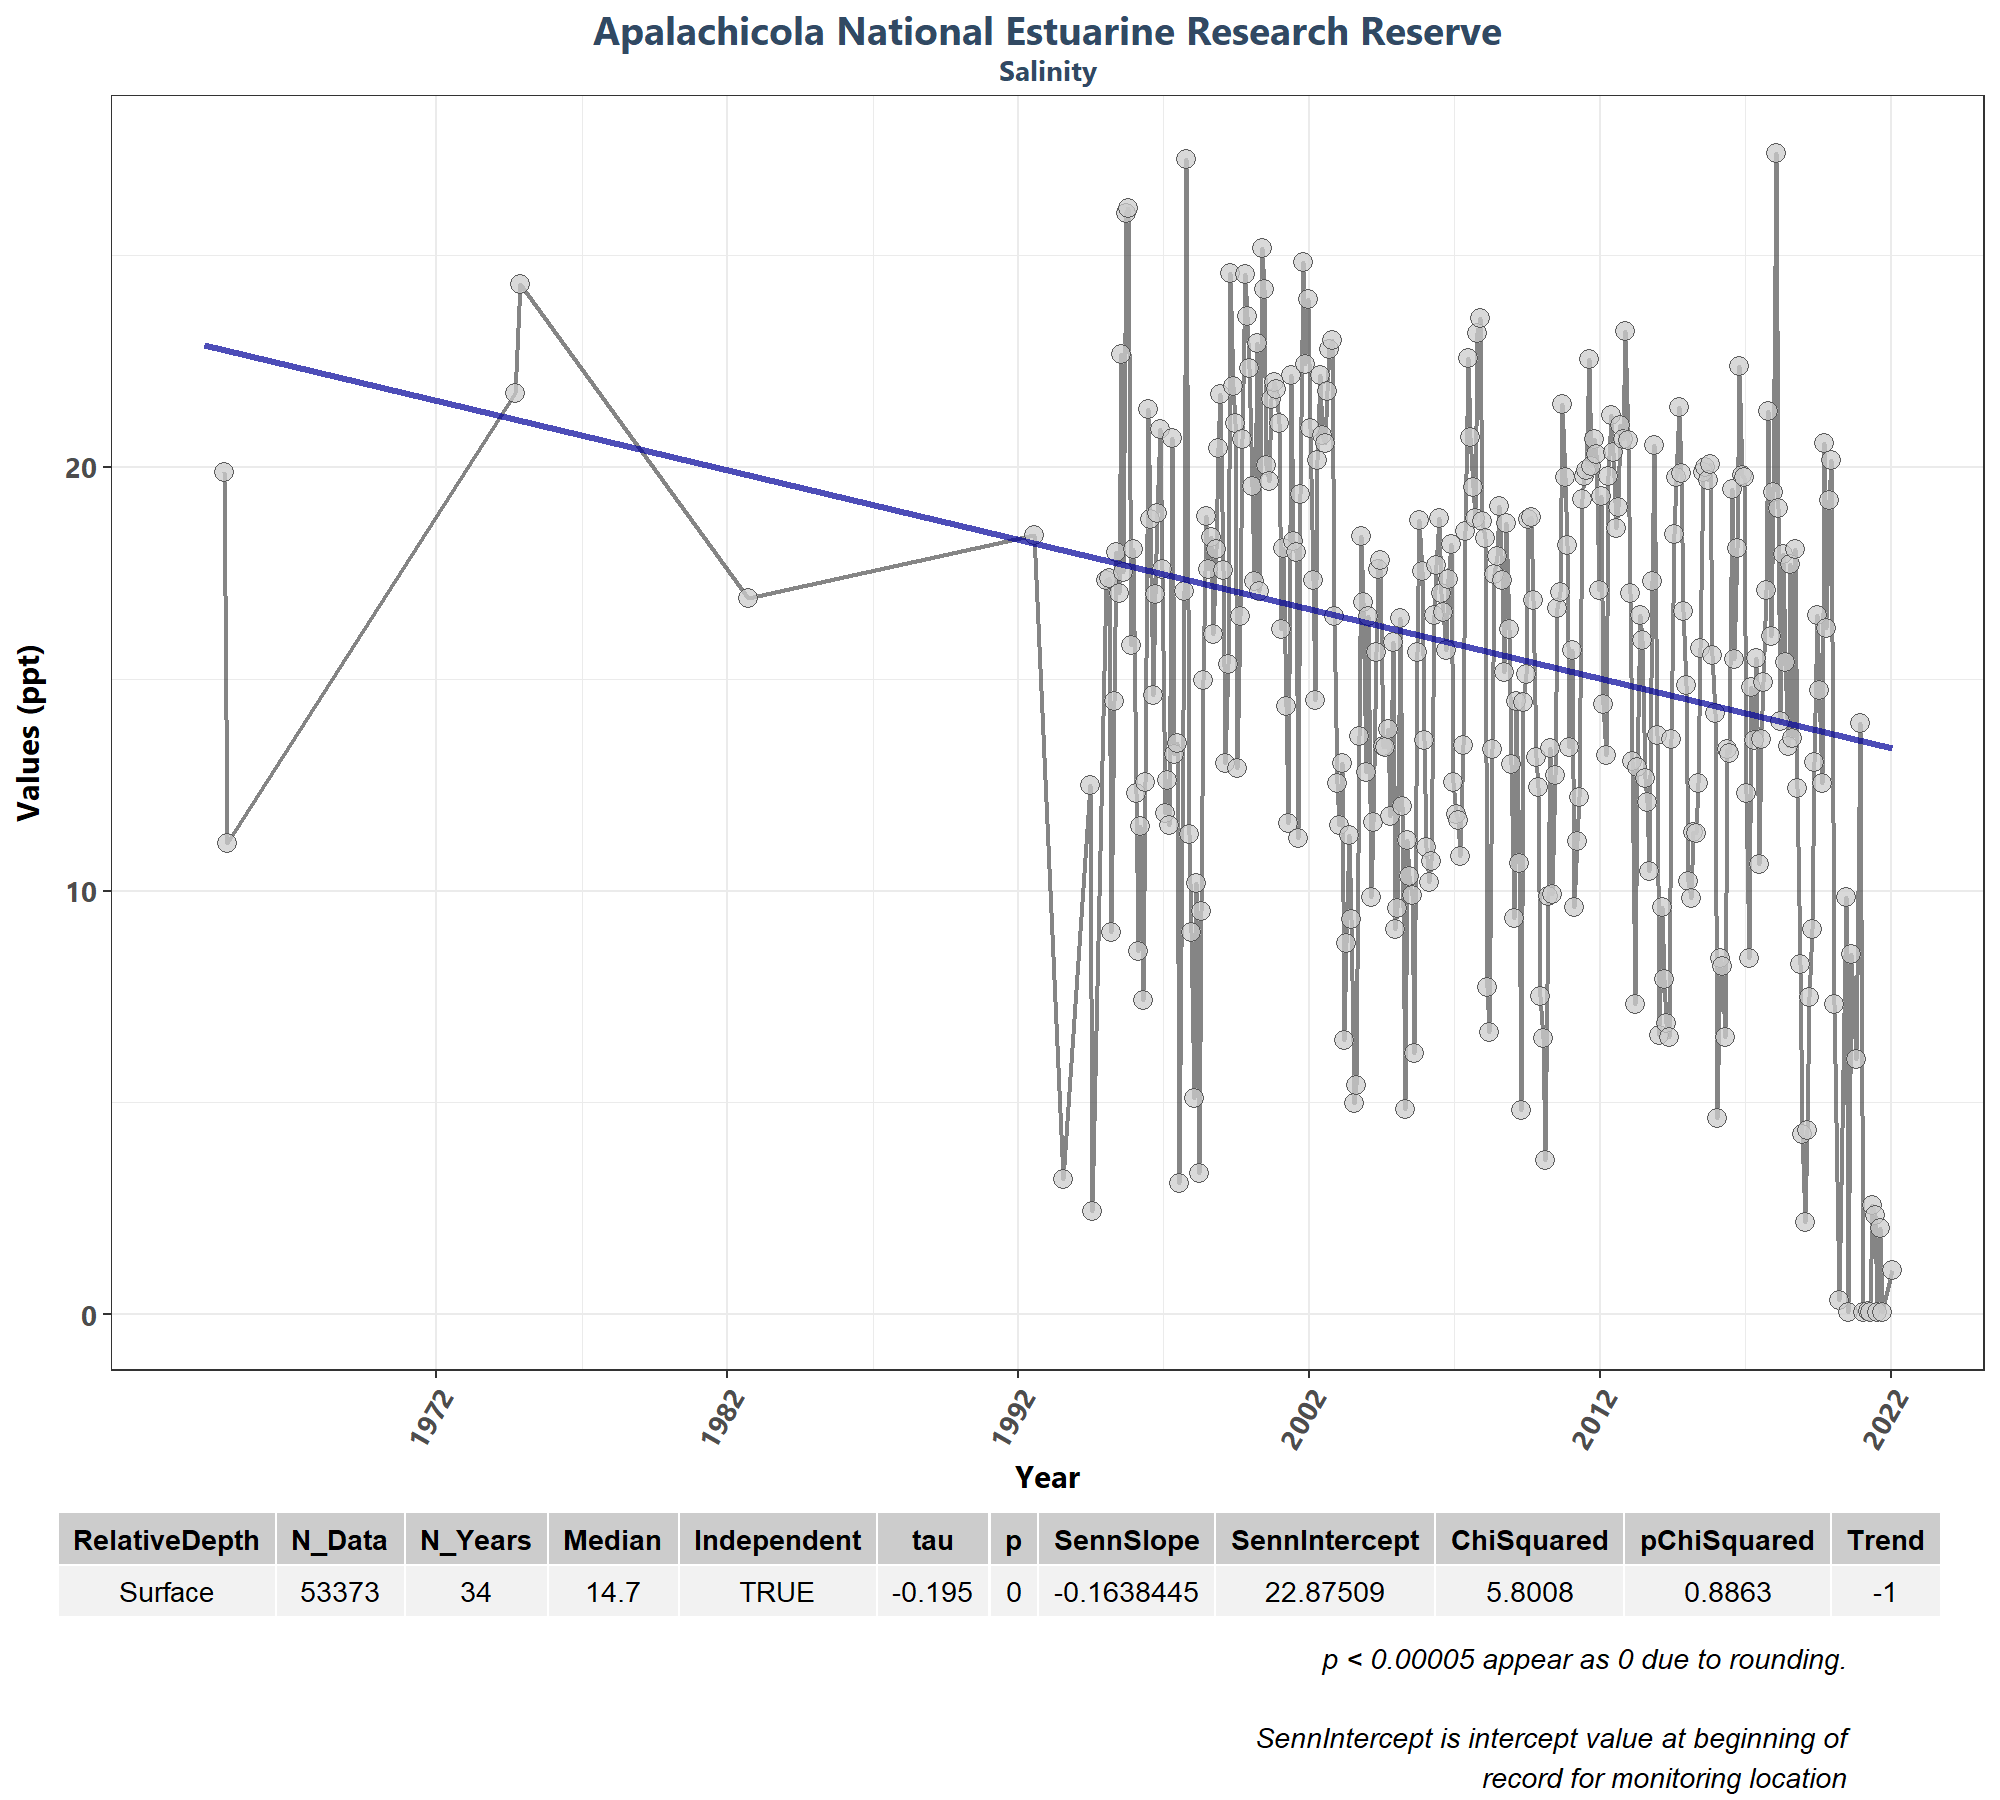 Apalachicola National Estuarine Research Reserve
Salinity
Values (ppt)
20
10
0
1972 1982 1992 2002 2012 2022
Year
RelativeDepth N_Data N_Years Median Independent tau p SennSlope SennIntercept ChiSquared pChiSquared Trend
Surface 53373 34 14.7 TRUE -0.195 0 -0.1638445 22.87509 5.8008 0.8863 -1
p < 0.00005 appear as 0 due to rounding.
SennIntercept is intercept value at beginning of
record for monitoring location